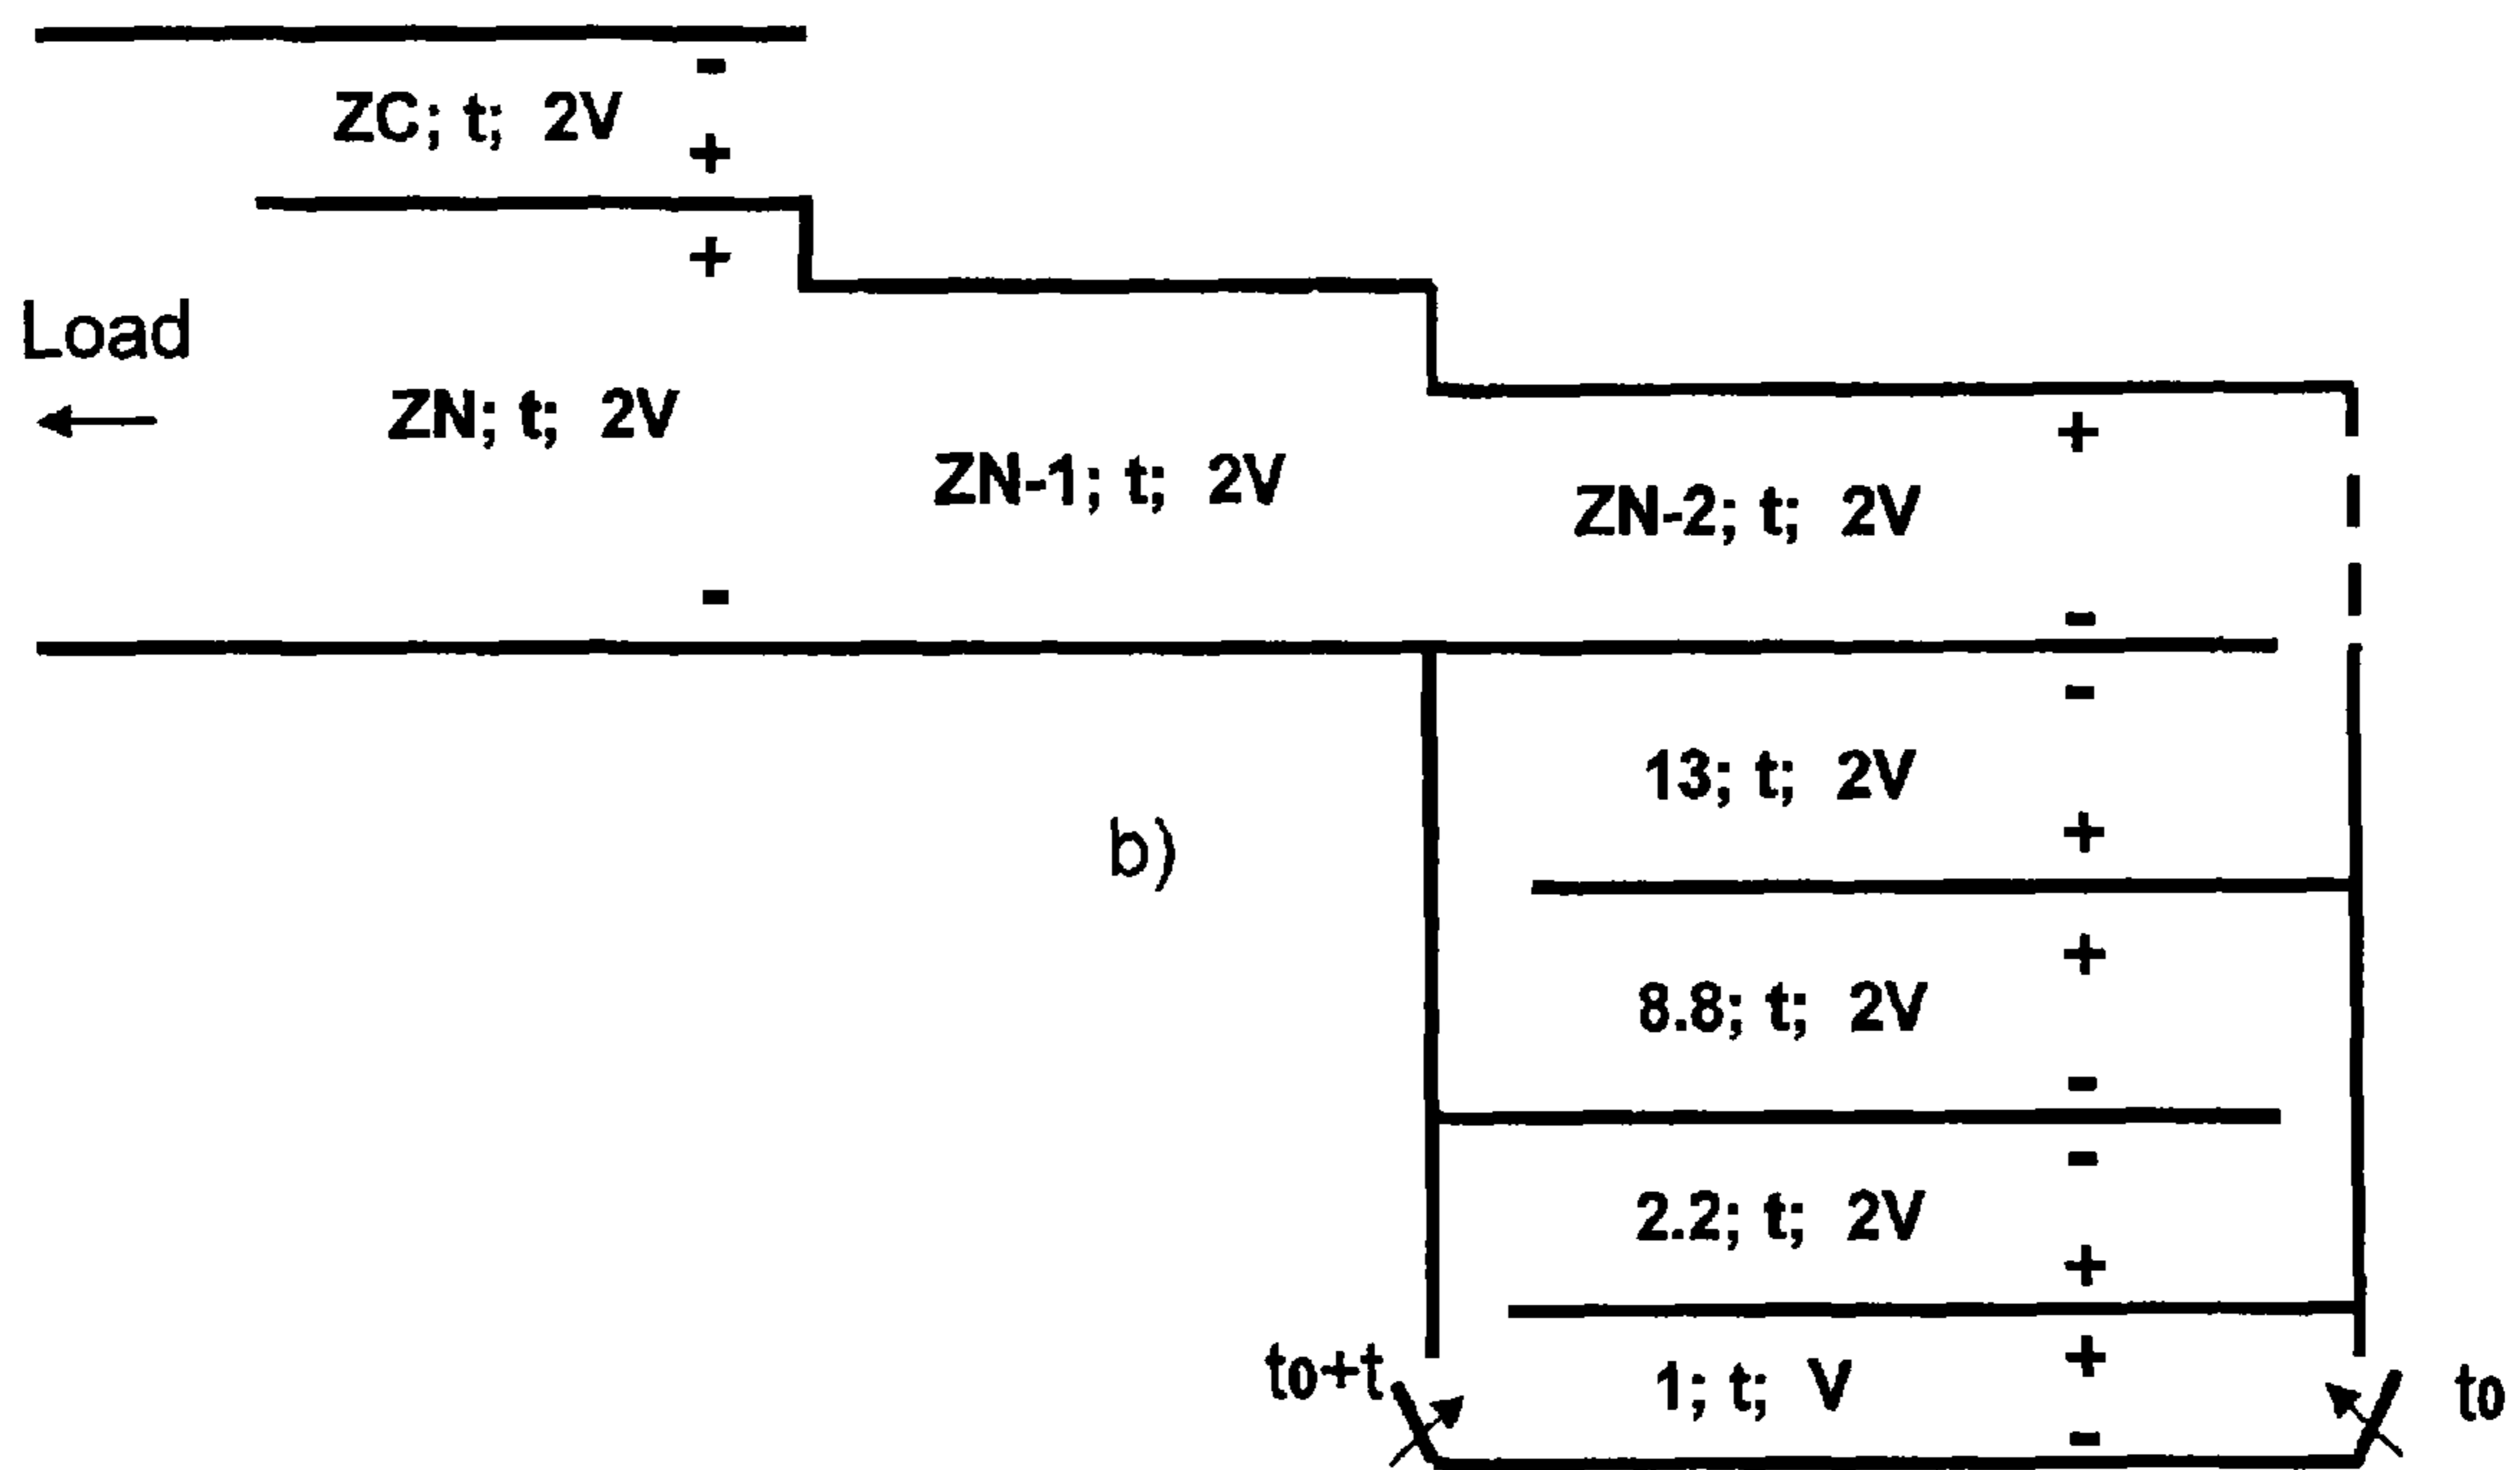 ZC; t; 2V
Load
ZN; t; 2V
ZN-1; t; 2V
ZN-2; t; 2V
13; t; 2V
b)
8.8; t; 2V
2.2; t; 2V
to+t
1; t; V
to